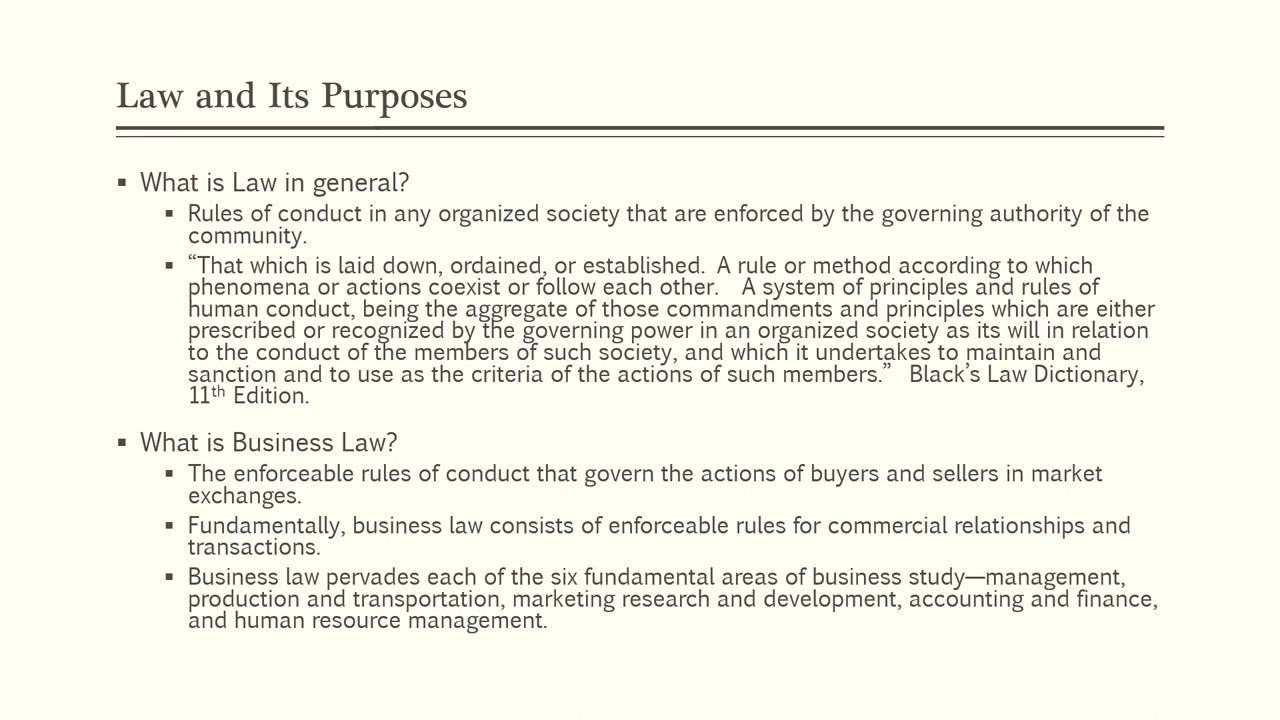 Law and Its Purposes
▪ What is Law in general?
▪ Rules of conduct in any organized society that are enforced by the governing authority of the
community.
▪ “That which is laid down, ordained, or established. A rule or method according to which
phenomena or actions coexist or follow each other. A system of principles and rules of
human conduct, being the aggregate of those commandments and principles which are either
prescribed or recognized by the governing power in an organized society as its will in relation
to the conduct of the members of such society, and which it undertakes to maintain and
sanction and to use as the criteria of the actions of such members.” Black’s Law Dictionary,
11th Edition.
▪ What is Business Law?
▪ The enforceable rules of conduct that govern the actions of buyers and sellers in market
exchanges.
▪ Fundamentally, business law consists of enforceable rules for commercial relationships and
transactions.
▪ Business law pervades each of the six fundamental areas of business study—management,
production and transportation, marketing research and development, accounting and finance,
and human resource management.